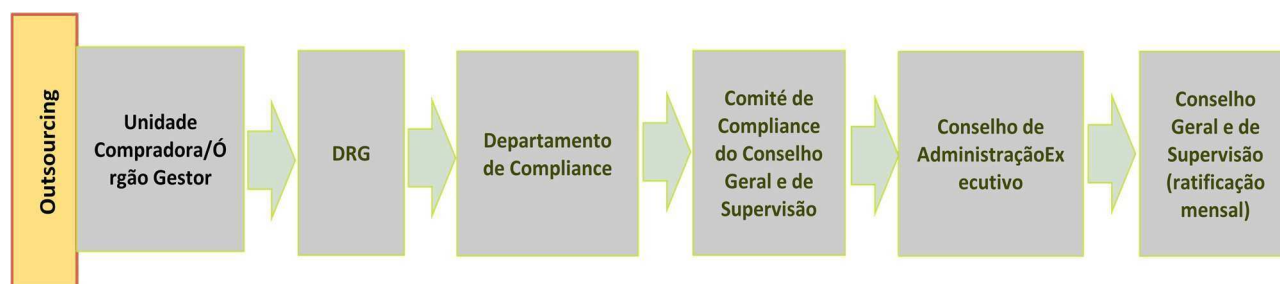 Outsourcing
Unidade
Compradora/Ó
rgão Gestor
DRG
Departamento
de Compliance
Comité de
Compliance
do Conselho
Geral e de
Supervisão
Conselho de
AdministraçãoEx
ecutivo
Conselho
Geral e de
Supervisão
(ratificação
mensal)